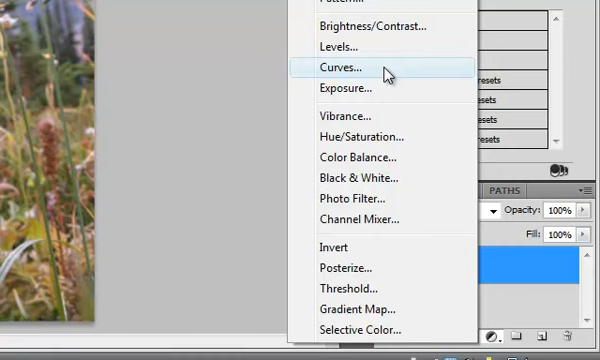 Pattern...
Brightness/Contrast...
Levels...
Curves...
Exposure...
Vibrance...
Hue/Saturation...
Color Balance...
Black & White...
Photo Filter...
Channel Mixer...
Invert
Posterize...
Threshold...
Gradient Map...
Selective Color...
resets
resets
resets
PATHS
Opacity: 100%
Fill: 100%